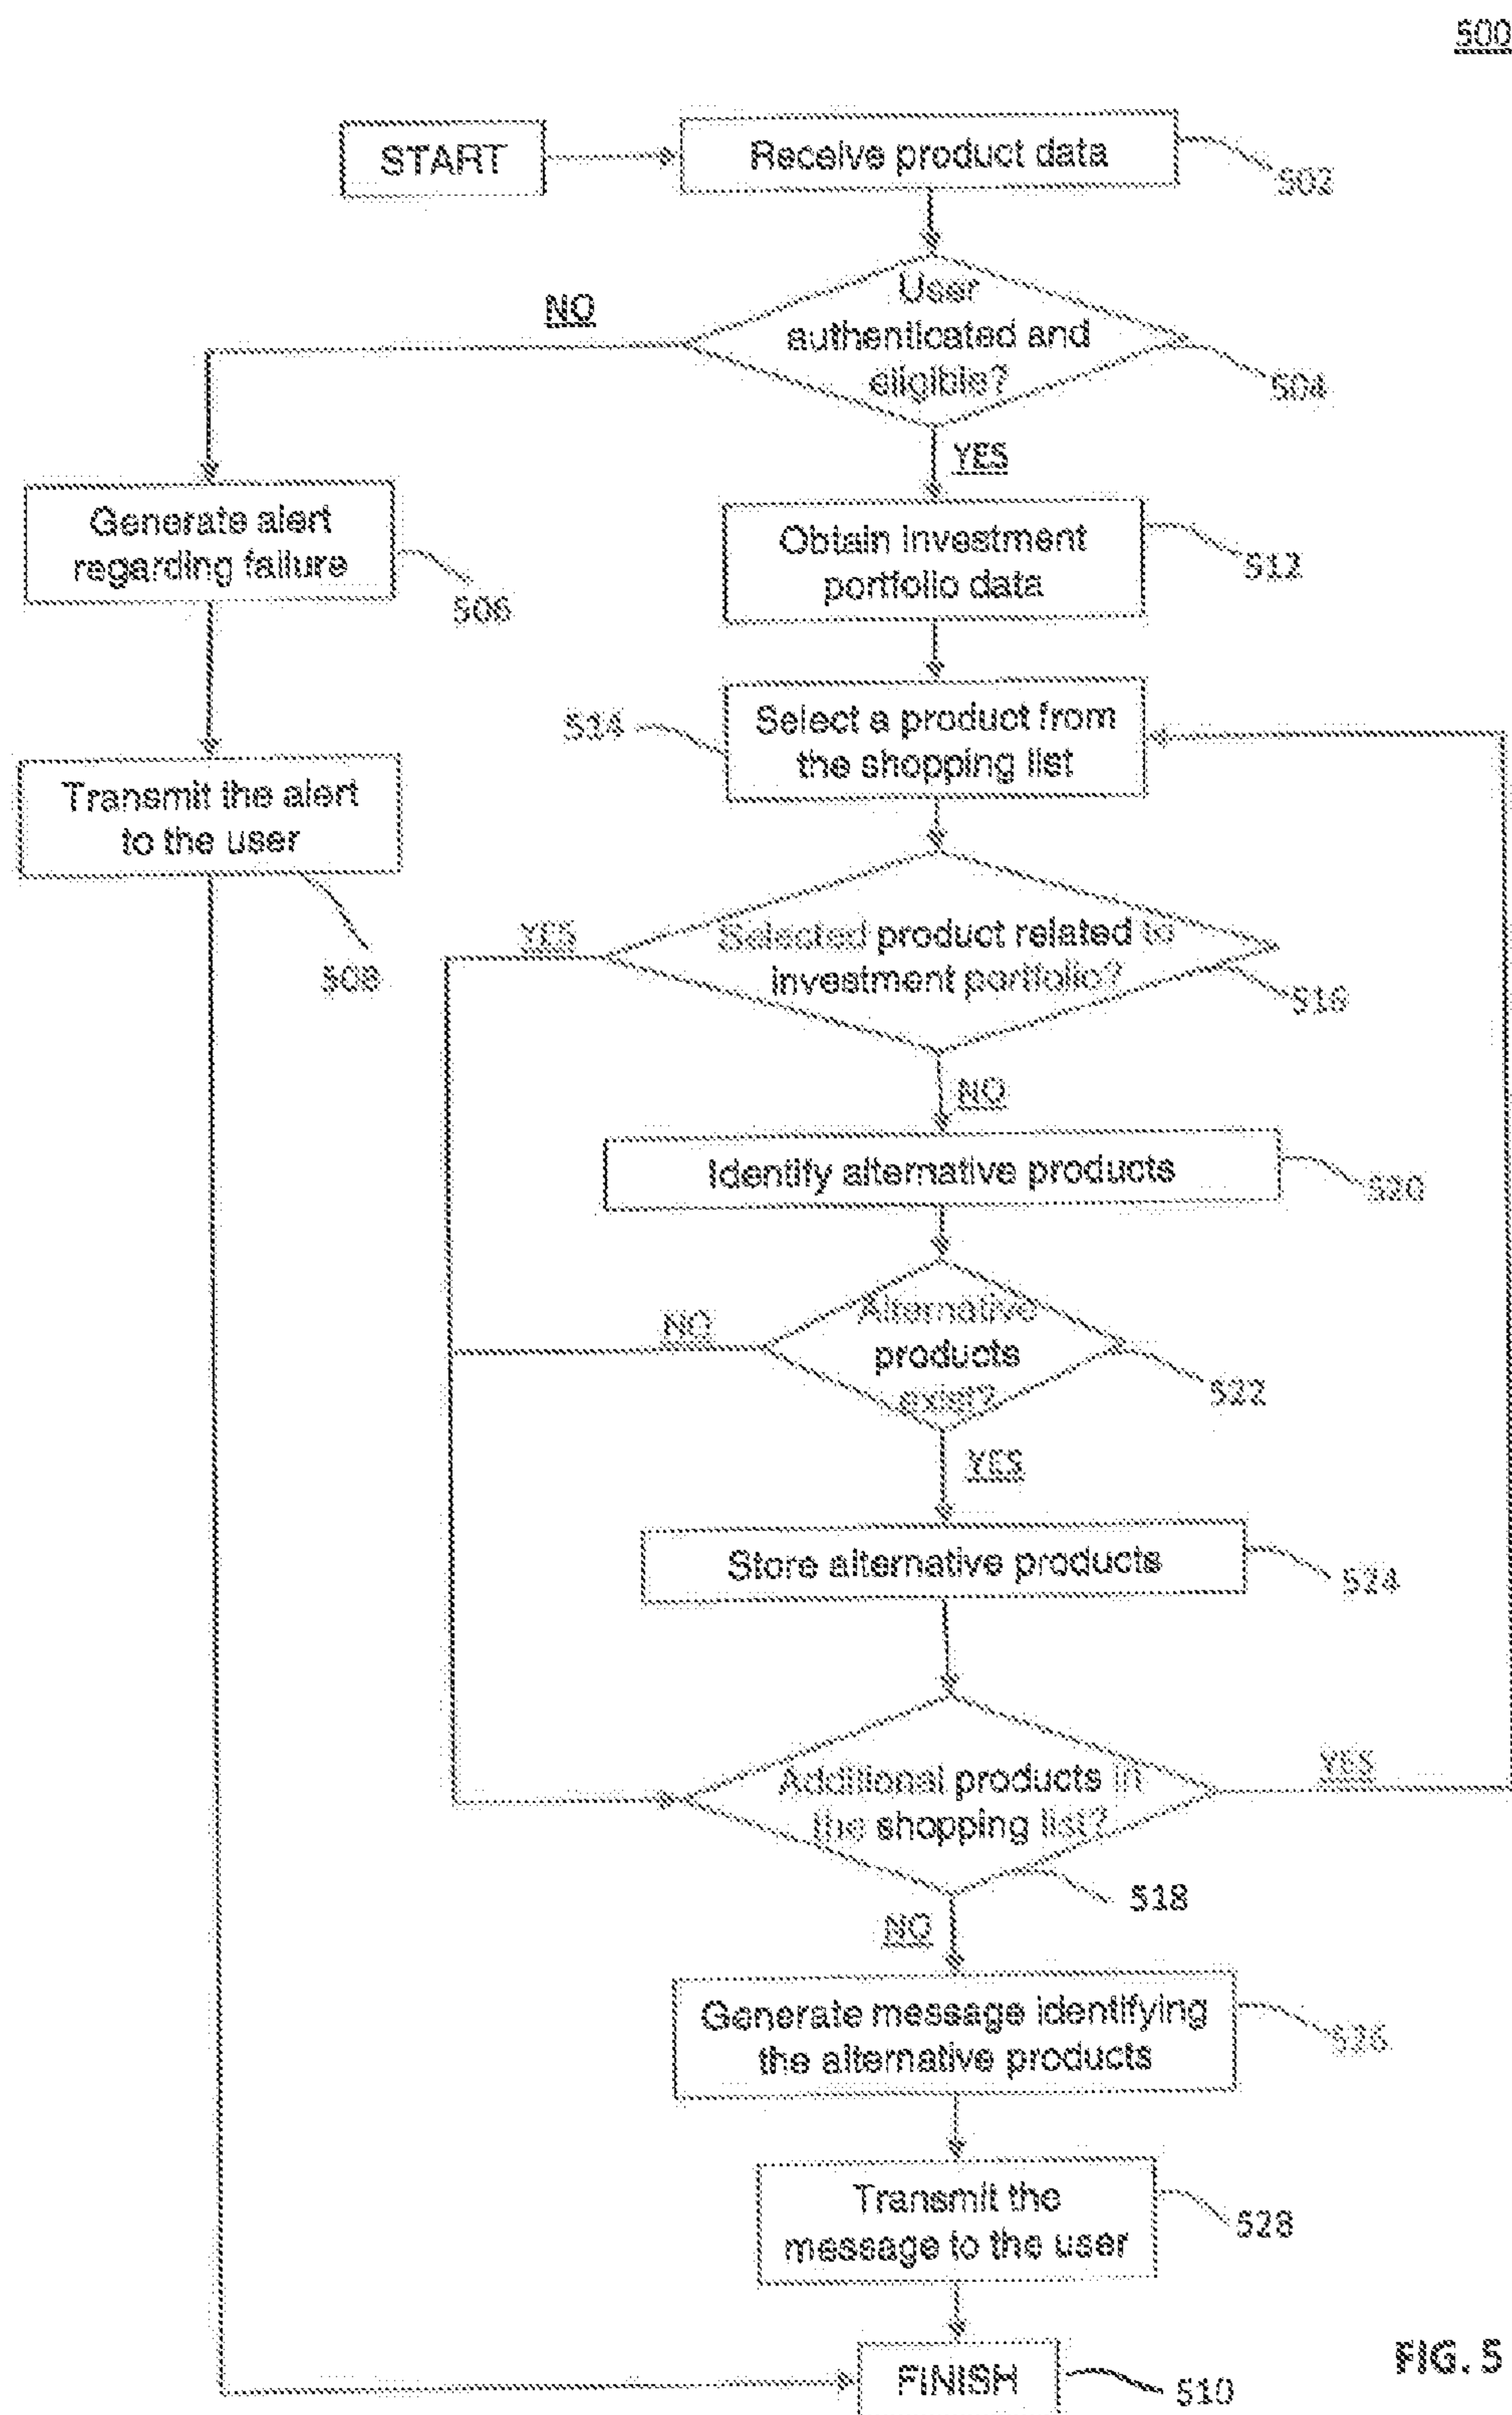 500
START
Receive product data
502
User
authenticated and
eligible?
504
NO
YES
Generate alert
regarding failure
506
Obtain investment
portfolio data
512
Select a product from
the shopping list
514
Transmit the alert
to the user
508
Selected product related to
investment portfolio?
516
YES
NO
Identify alternative products
520
Alternative
products
exist?
522
NO
YES
Store alternative products
524
Additional products in
the shopping list?
518
YES
NO
Generate message identifying
the alternative products
526
Transmit the
message to the user
528
FINISH
510
FIG. 5